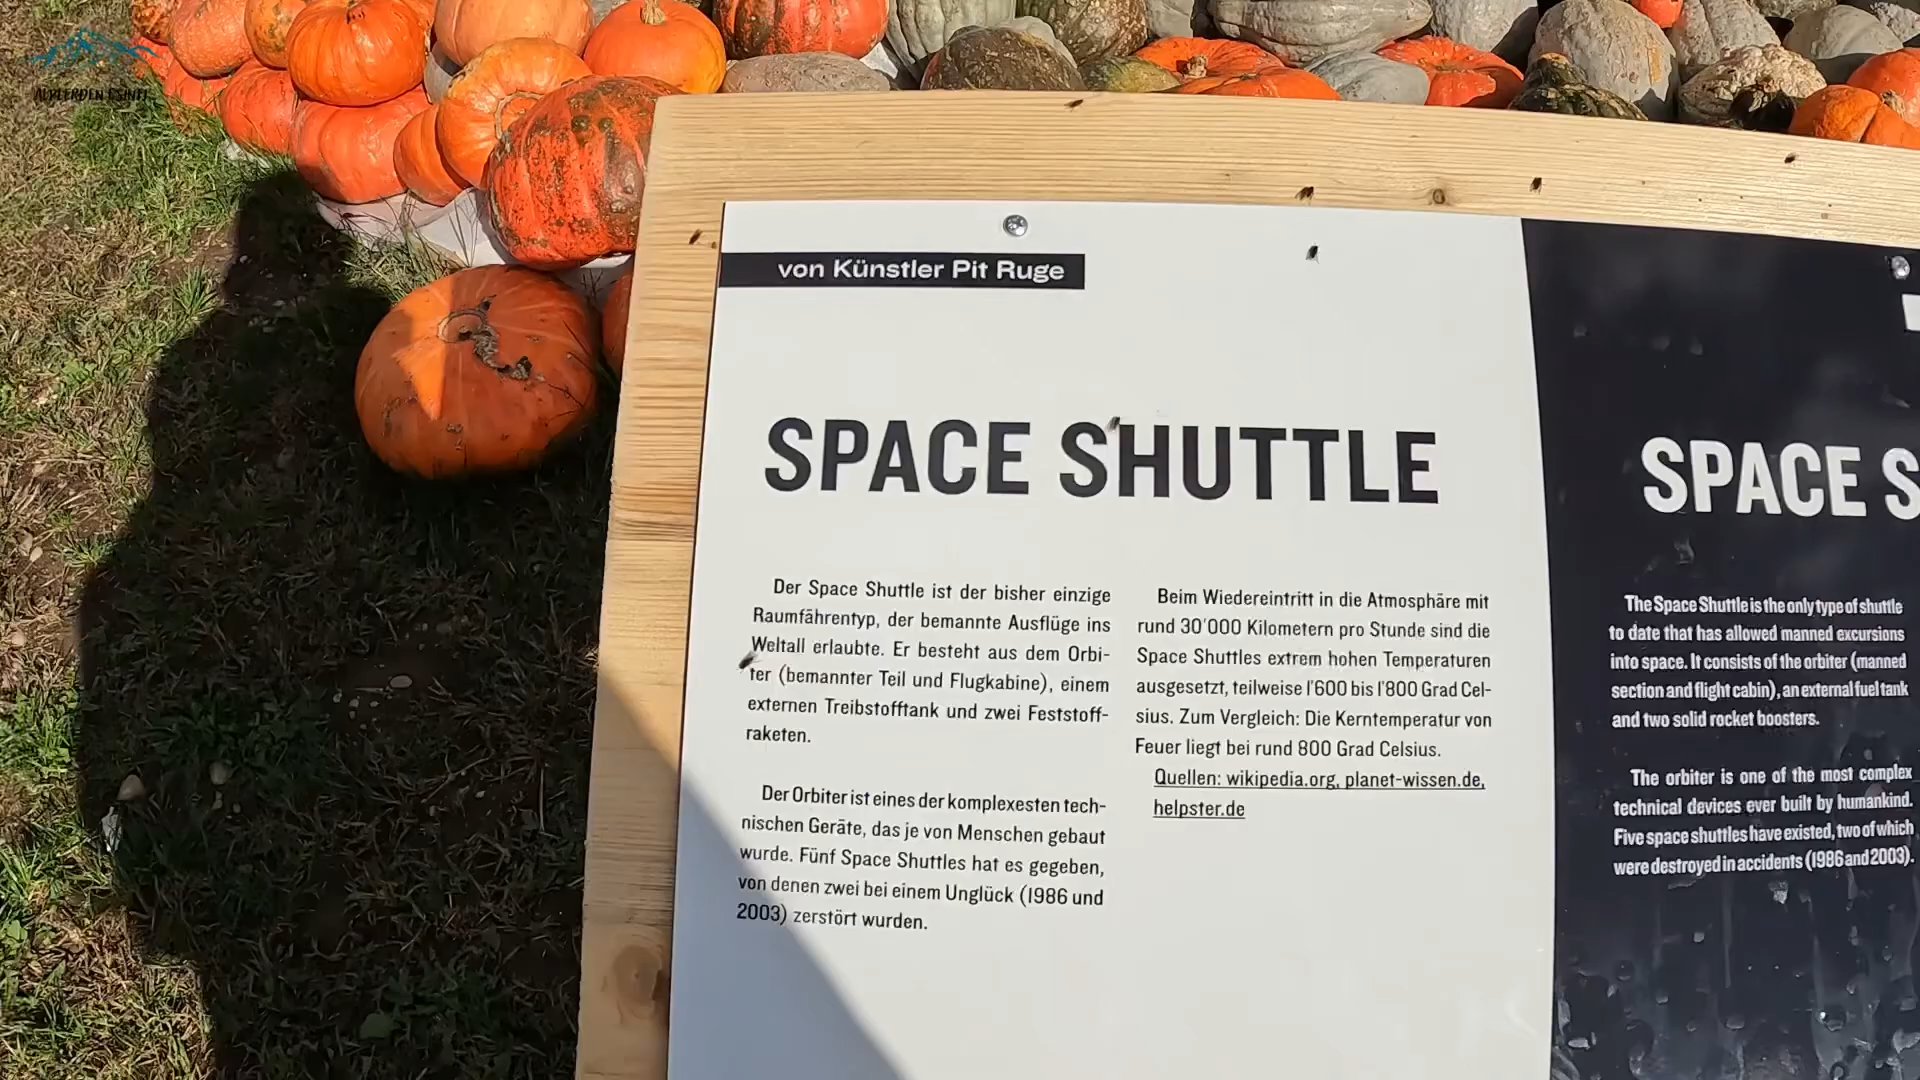 ALPLERDEN ESINTI
von Künstler Pit Ruge
SPACE SHUTTLE
Der Space Shuttle ist der bisher einzige
Raumfährentyp, der bemannte Ausflüge ins
Weltall erlaubte. Er besteht aus dem Orbi-
ter (bemannter Teil und Flugkabine), einem
externen Treibstofftank und zwei Feststoff-
raketen.
Der Orbiter ist eines der komplexesten tech-
nischen Geräte, das je von Menschen gebaut
wurde. Fünf Space Shuttles hat es gegeben,
von denen zwei bei einem Unglück (1986 und
2003) zerstört wurden.
Beim Wiedereintritt in die Atmosphäre mit
rund 30'000 Kilometern pro Stunde sind die
Space Shuttles extrem hohen Temperaturen
ausgesetzt, teilweise 1'600 bis 1'800 Grad Cel-
sius. Zum Vergleich: Die Kerntemperatur von
Feuer liegt bei rund 800 Grad Celsius.
Quellen: wikipedia.org, planet-wissen.de,
helpster.de
SPACE S
The Space Shuttle is the only type of shuttle
to date that has allowed manned excursions
into space. It consists of the orbiter (manned
section and flight cabin), an external fuel tank
and two solid rocket boosters.
The orbiter is one of the most complex
technical devices ever built by humankind.
Five space shuttles have existed, two of which
were destroyed in accidents (1986 and 2003).